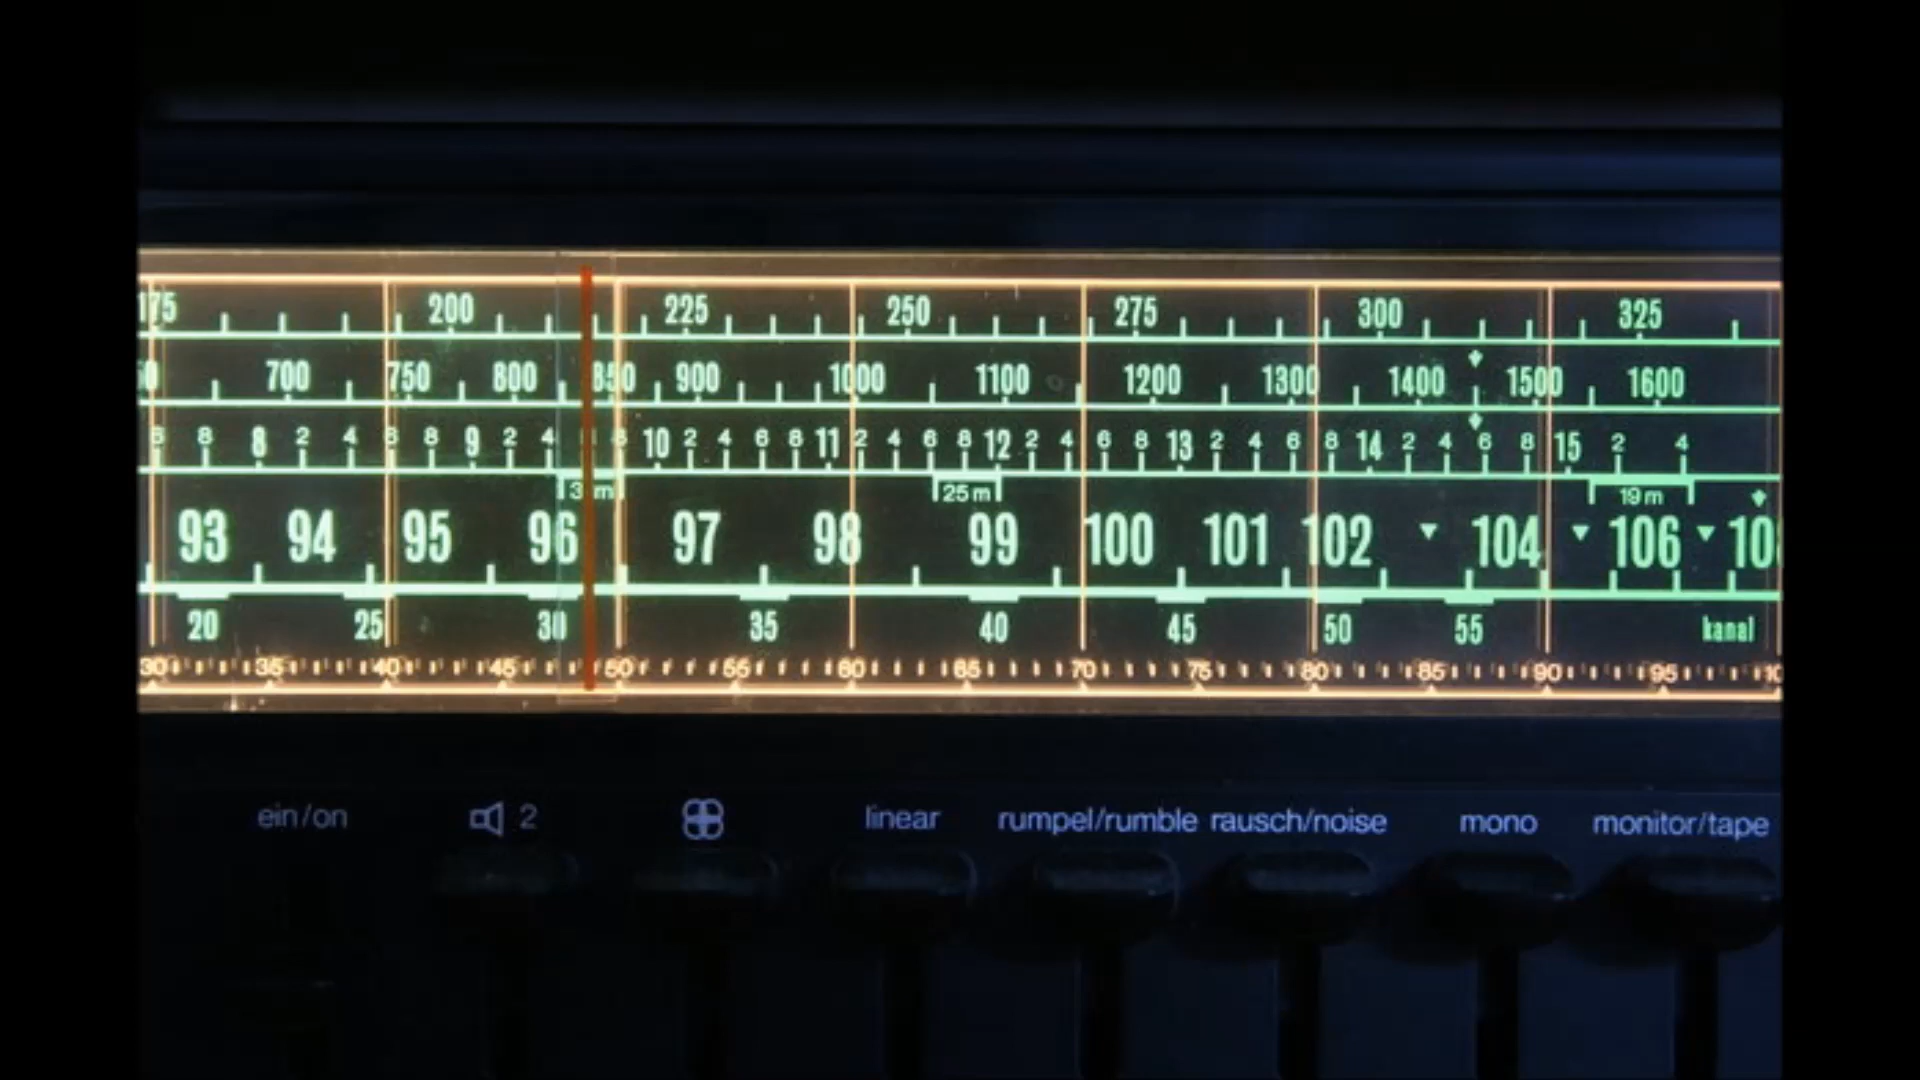 175 200 225 250 275 300 325
700 750 800 850 900 1000 1100 1200 1300 1400 1500 1600
6 8 8 2 4 6 8 9 2 4 8 10 2 4 6 8 11 2 4 6 8 12 2 4 6 8 13 2 4 6 8 14 2 4 6 8 15 2 4
25m 19m
93 94 95 96 97 98 99 100 101 102 104 106
20 25 30 35 40 45 50 55 kanal
30 35 40 45 50 55 60 65 70 75 80 85 90 95
ein/on 2 linear rumpel/rumble rausch/noise mono monitor/tape